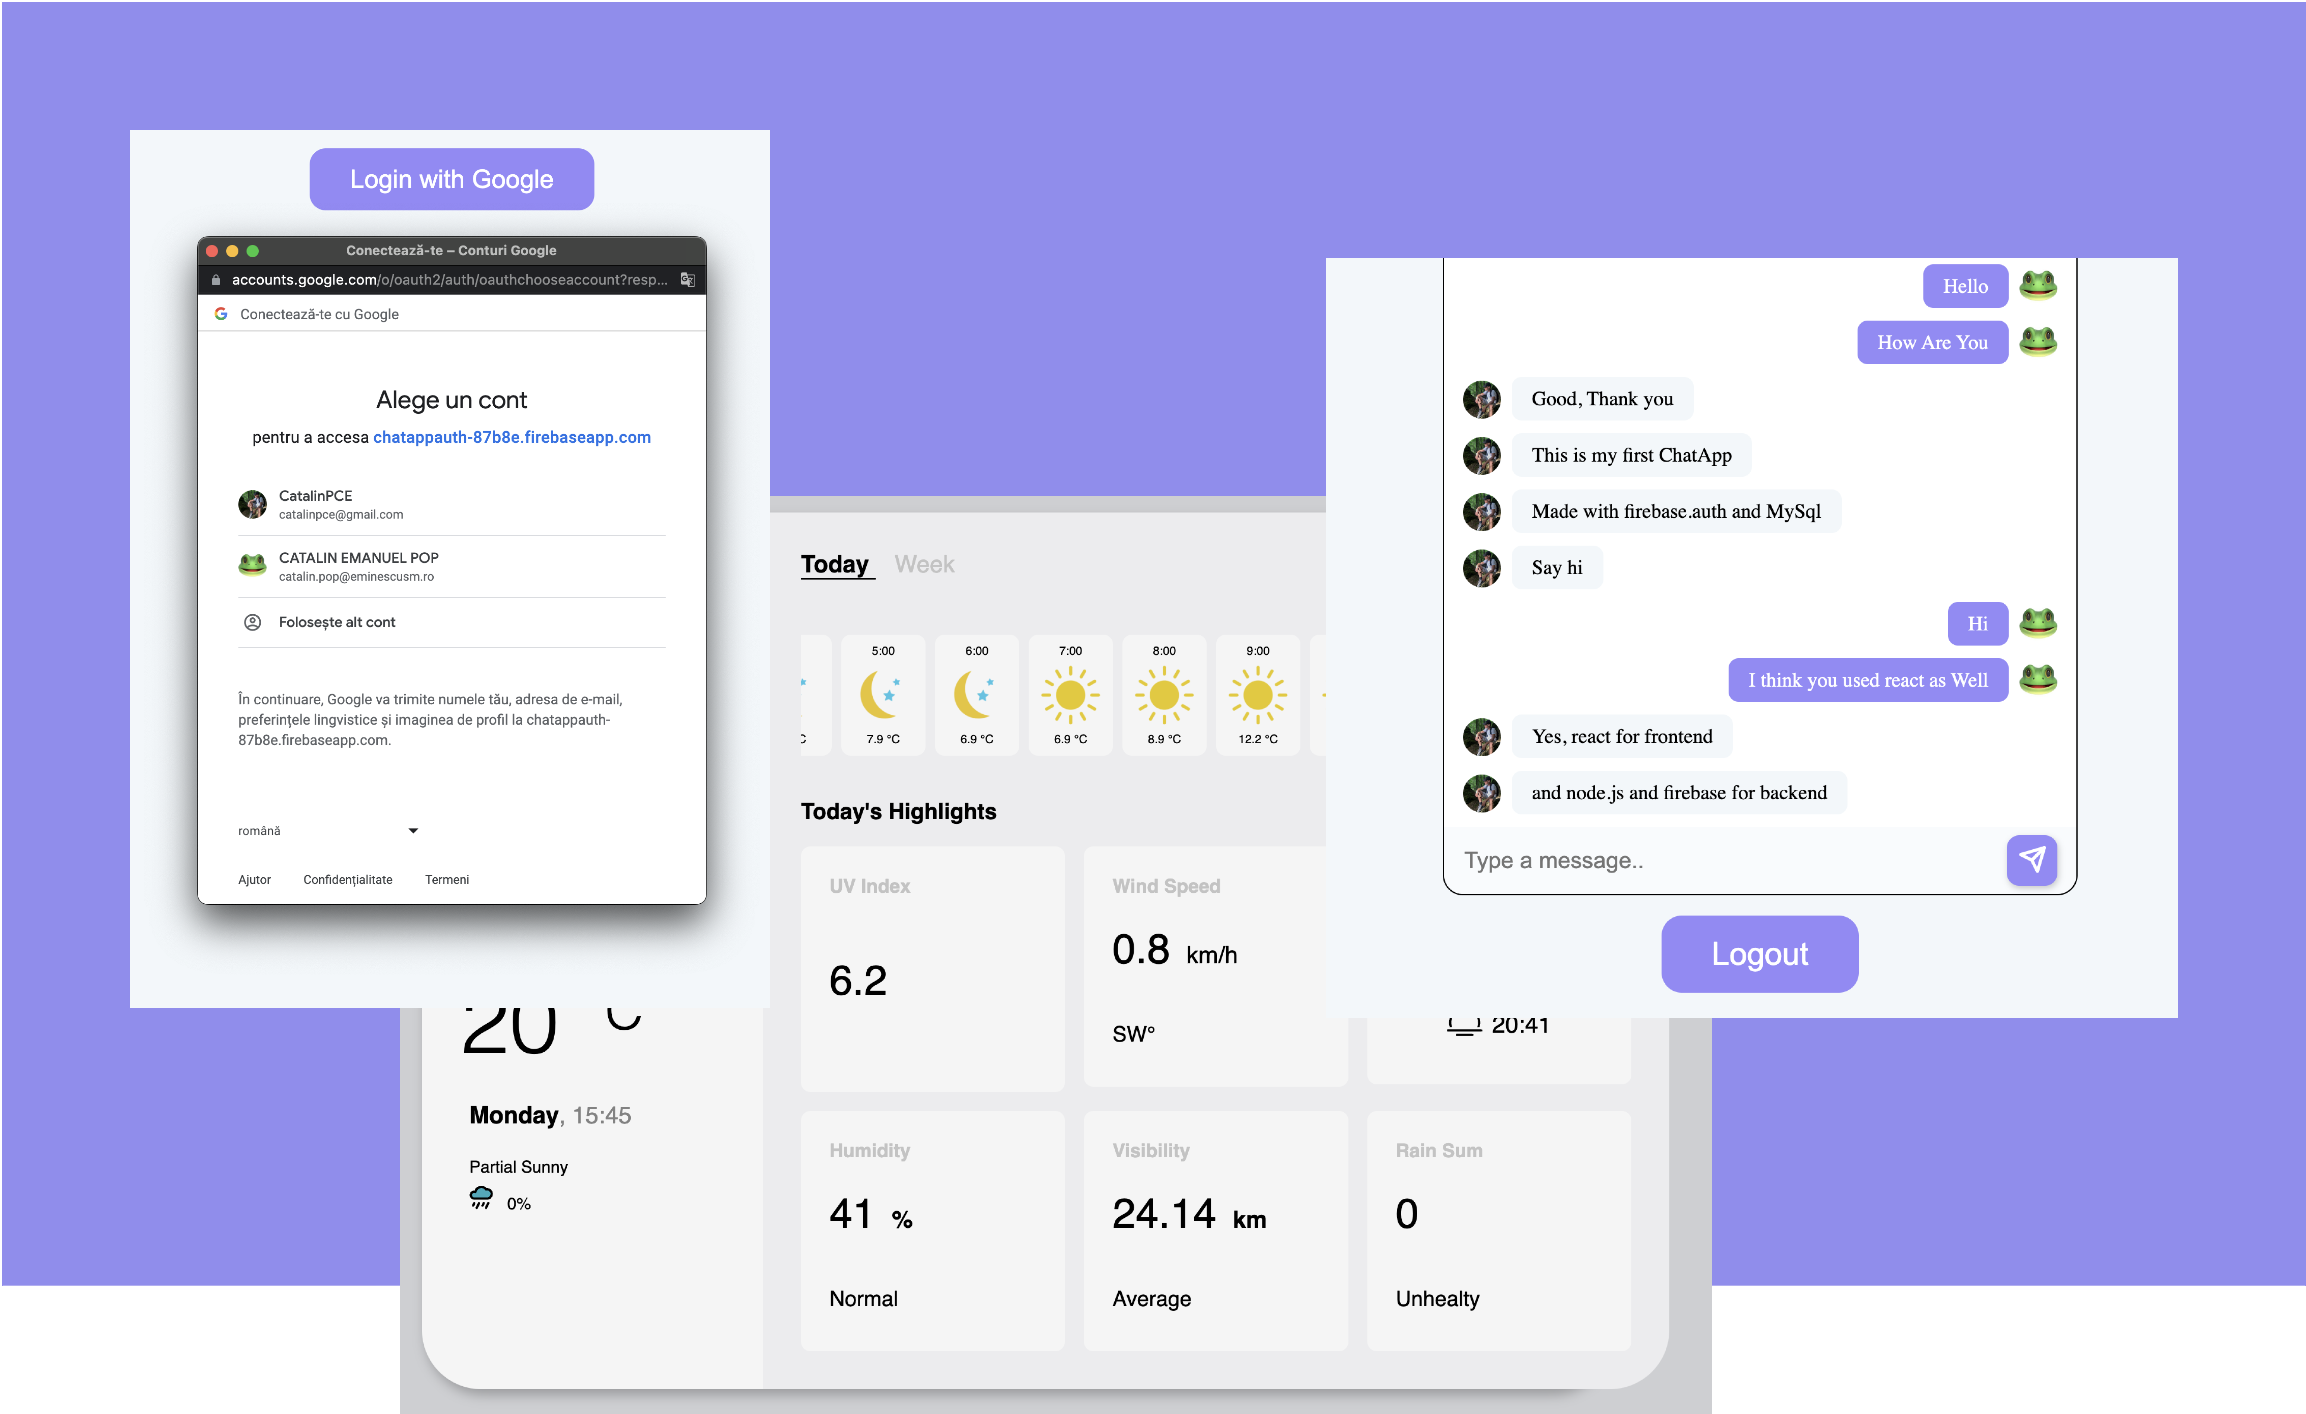 Login with Google
Conectează-te – Conturi Google
accounts.google.com/o/oauth2/auth/oauthchooseaccount?resp...
Conectează-te cu Google
Alege un cont
pentru a accesa chatappauth-87b8e.firebaseapp.com
CatalinPCE
catalinpce@gmail.com
CATALIN EMANUEL POP
catalin.pop@eminescusm.ro
Folosește alt cont
În continuare, Google va trimite numele tău, adresa de e-mail,
preferințele lingvistice și imaginea de profil la chatappauth-
87b8e.firebaseapp.com.
română
Ajutor Confidențialitate Termeni
Hello
How Are You
Good, Thank you
This is my first ChatApp
Made with firebase.auth and MySql
Say hi
Hi
I think you used react as Well
Yes, react for frontend
and node.js and firebase for backend
Type a message..
Logout
Today Week
5:00 6:00 7:00 8:00 9:00
C 7.9 °C 6.9 °C 6.9 °C 8.9 °C 12.2 °C
Today's Highlights
UV Index
6.2
Wind Speed
0.8 km/h
SW°
20:41
20 °C
Monday, 15:45
Partial Sunny
0%
Humidity
41 %
Normal
Visibility
24.14 km
Average
Rain Sum
0
Unhealty